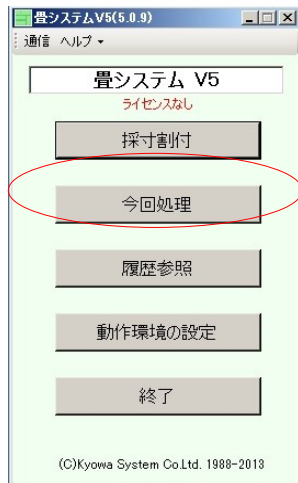 畳システムV5(5.0.9)
通信 ヘルプ
畳システム V5
ライセンスなし
採寸割付
今回処理
履歴参照
動作環境の設定
終了
(C)Kyowa System Co.Ltd. 1988-2013